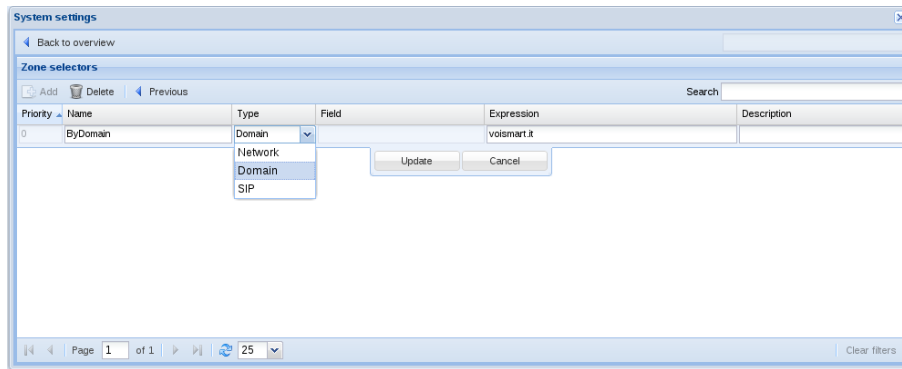 System settings
Back to overview
Zone selectors
Add Delete Previous Search
Priority Name Type Field Expression Description
0 ByDomain Domain voismart.it
Network
Domain
SIP
Update Cancel
Page 1 of 1 25 Clear filters